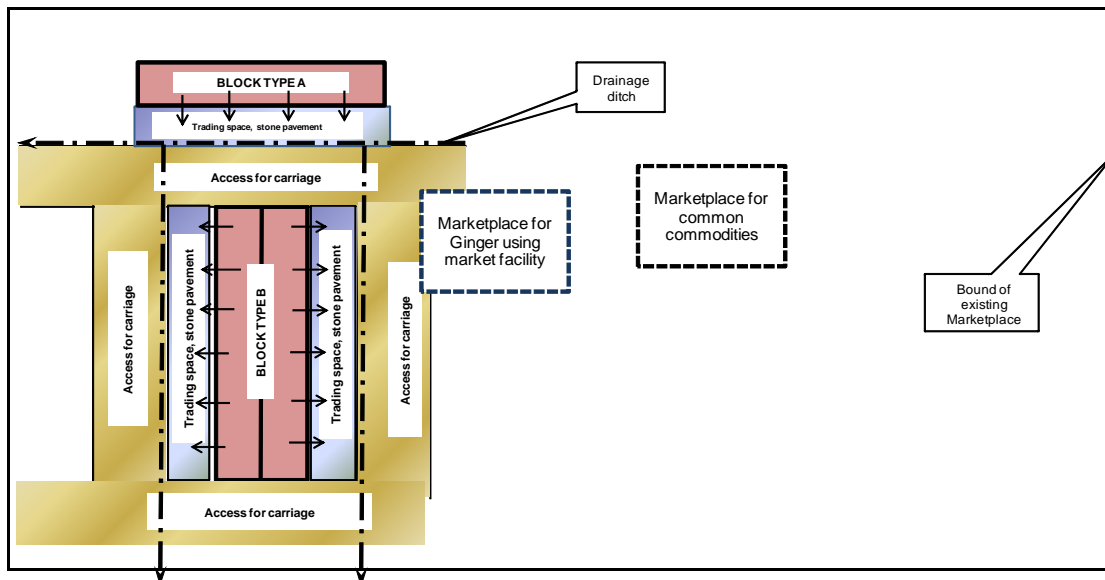 BLOCK TYPE A
Trading space, stone pavement
Drainage
ditch
Access for carriage
Marketplace for
Ginger using
market facility
Marketplace for
common
commodities
Bound of
existing
Marketplace
Access for carriage
Trading space, stone pavement
BLOCK TYPE B
Trading space, stone pavement
Access for carriage
Access for carriage